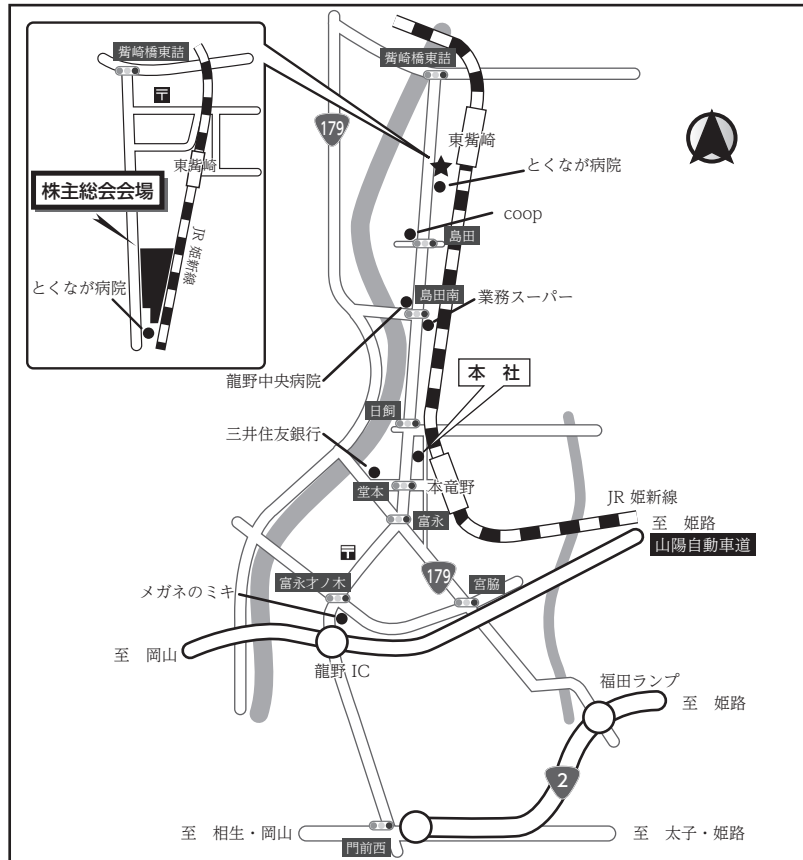 觜崎橋東詰
東觜崎
株主総会会場
JR 姫新線
とくなが病院
觜崎橋東詰
179
東觜崎
とくなが病院
coop
島田
島田南
業務スーパー
龍野中央病院
本 社
日飼
三井住友銀行
堂本
本竜野
富永
JR 姫新線
至 姫路
山陽自動車道
179
富永才ノ木
宮脇
メガネのミキ
至 岡山
龍野 IC
福田ランプ
至 姫路
2
至 相生・岡山
門前西
至 太子・姫路